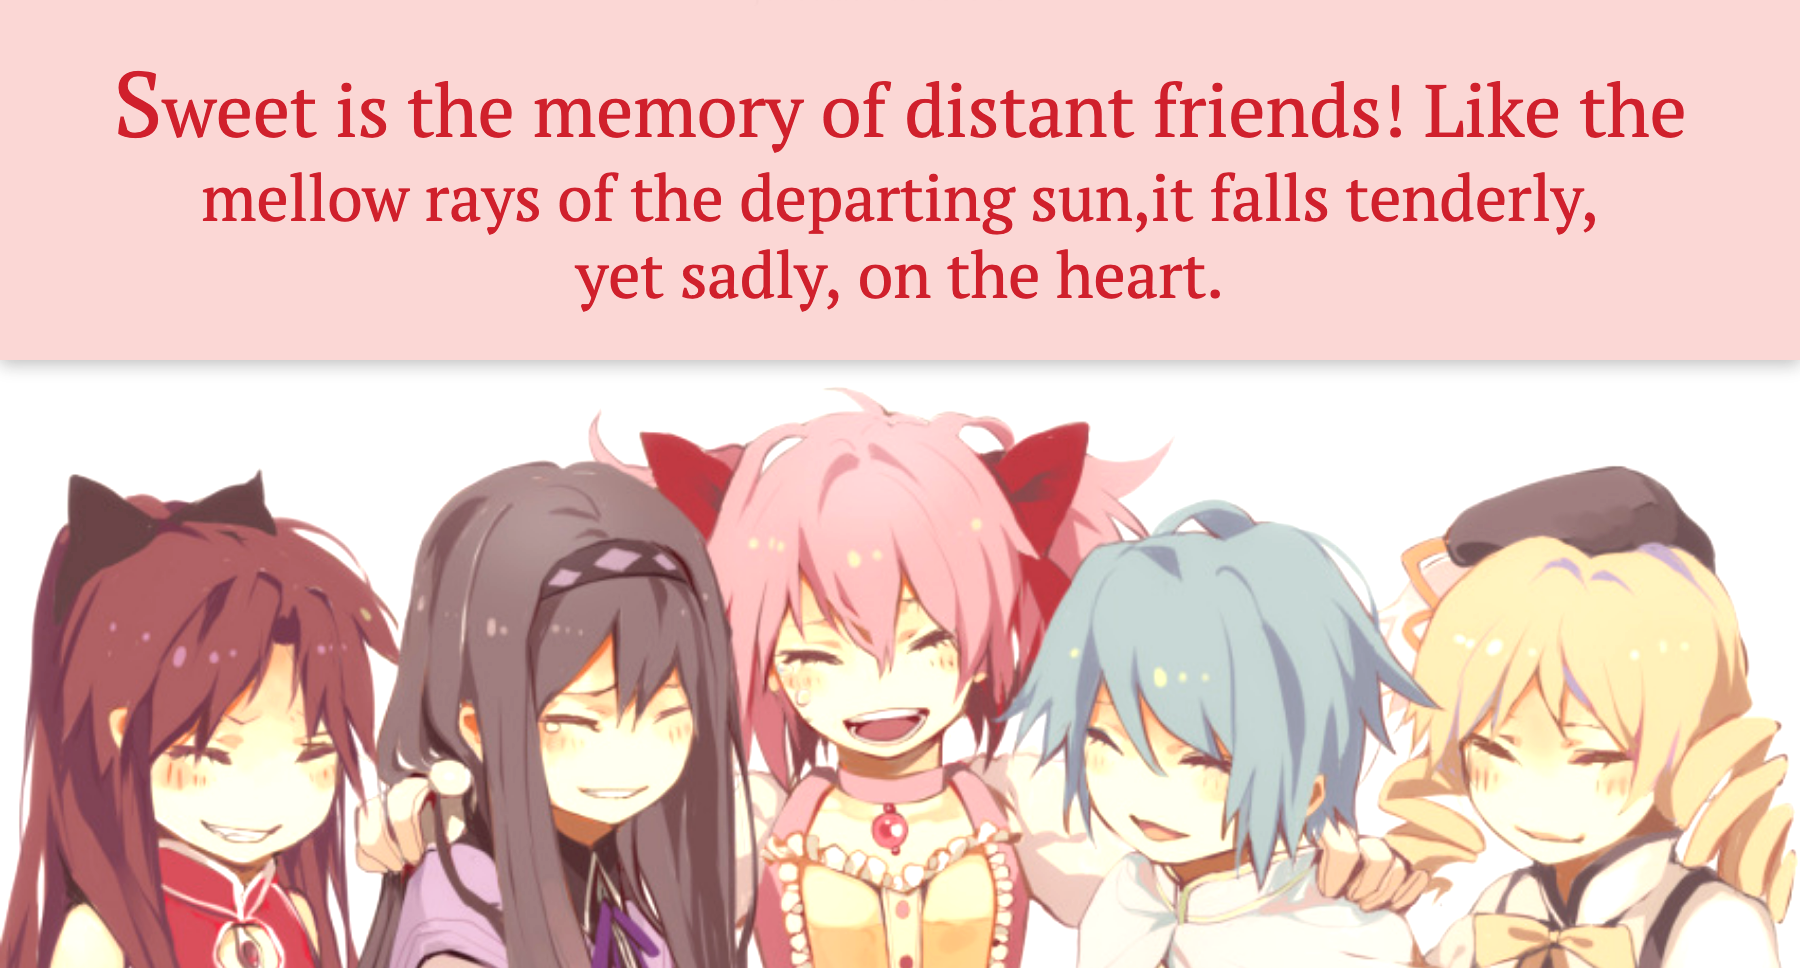 Sweet is the memory of distant friends! Like the
mellow rays of the departing sun,it falls tenderly,
yet sadly, on the heart.